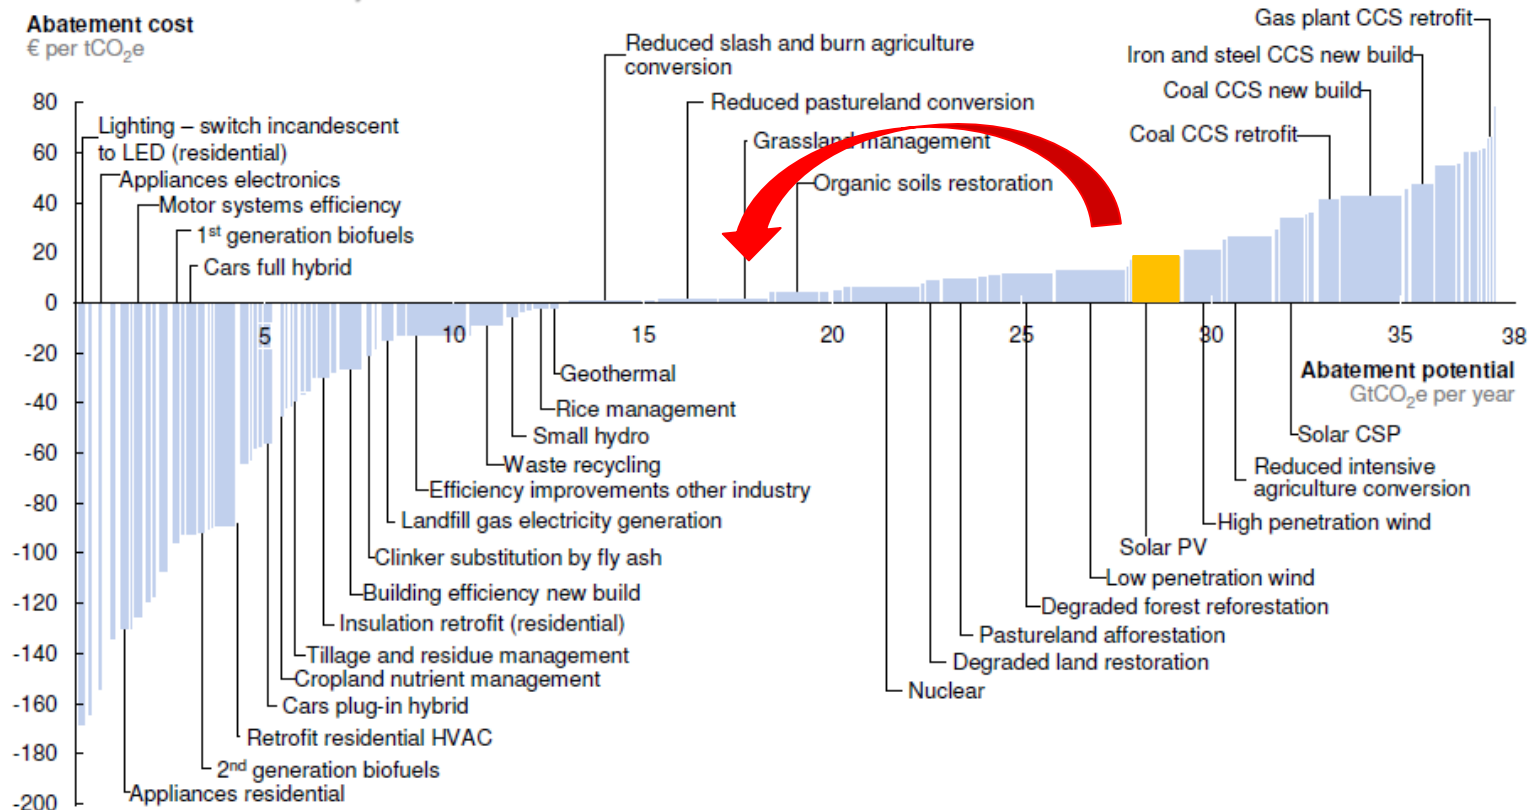 Abatement cost
€ per tCO2e
80
60
40
20
0
-20
-40
-60
-80
-100
-120
-140
-160
-180
-200
Lighting – switch incandescent
to LED (residential)
Appliances electronics
Motor systems efficiency
1st generation biofuels
Cars full hybrid
Reduced slash and burn agriculture
conversion
Reduced pastureland conversion
Grassland management
Organic soils restoration
Gas plant CCS retrofit
Iron and steel CCS new build
Coal CCS new build
Coal CCS retrofit
5
10
15
20
25
30
35
38
Abatement potential
GtCO2e per year
Geothermal
Rice management
Small hydro
Waste recycling
Efficiency improvements other industry
Landfill gas electricity generation
Clinker substitution by fly ash
Building efficiency new build
Insulation retrofit (residential)
Tillage and residue management
Cropland nutrient management
Cars plug-in hybrid
Retrofit residential HVAC
2nd generation biofuels
Appliances residential
Solar CSP
Reduced intensive
agriculture conversion
High penetration wind
Solar PV
Low penetration wind
Degraded forest reforestation
Pastureland afforestation
Degraded land restoration
Nuclear